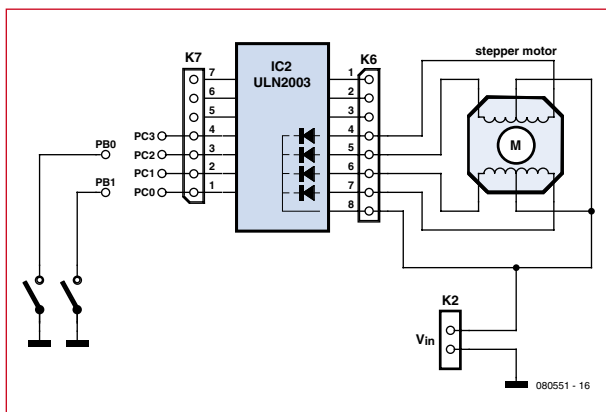 K7
IC2
ULN2003
K6
stepper motor
7
6
5
4
3
2
1
1
2
3
4
5
6
7
8
PC3
PC2
PC1
PC0
PB0
PB1
M
K2
Vin
080551 - 16